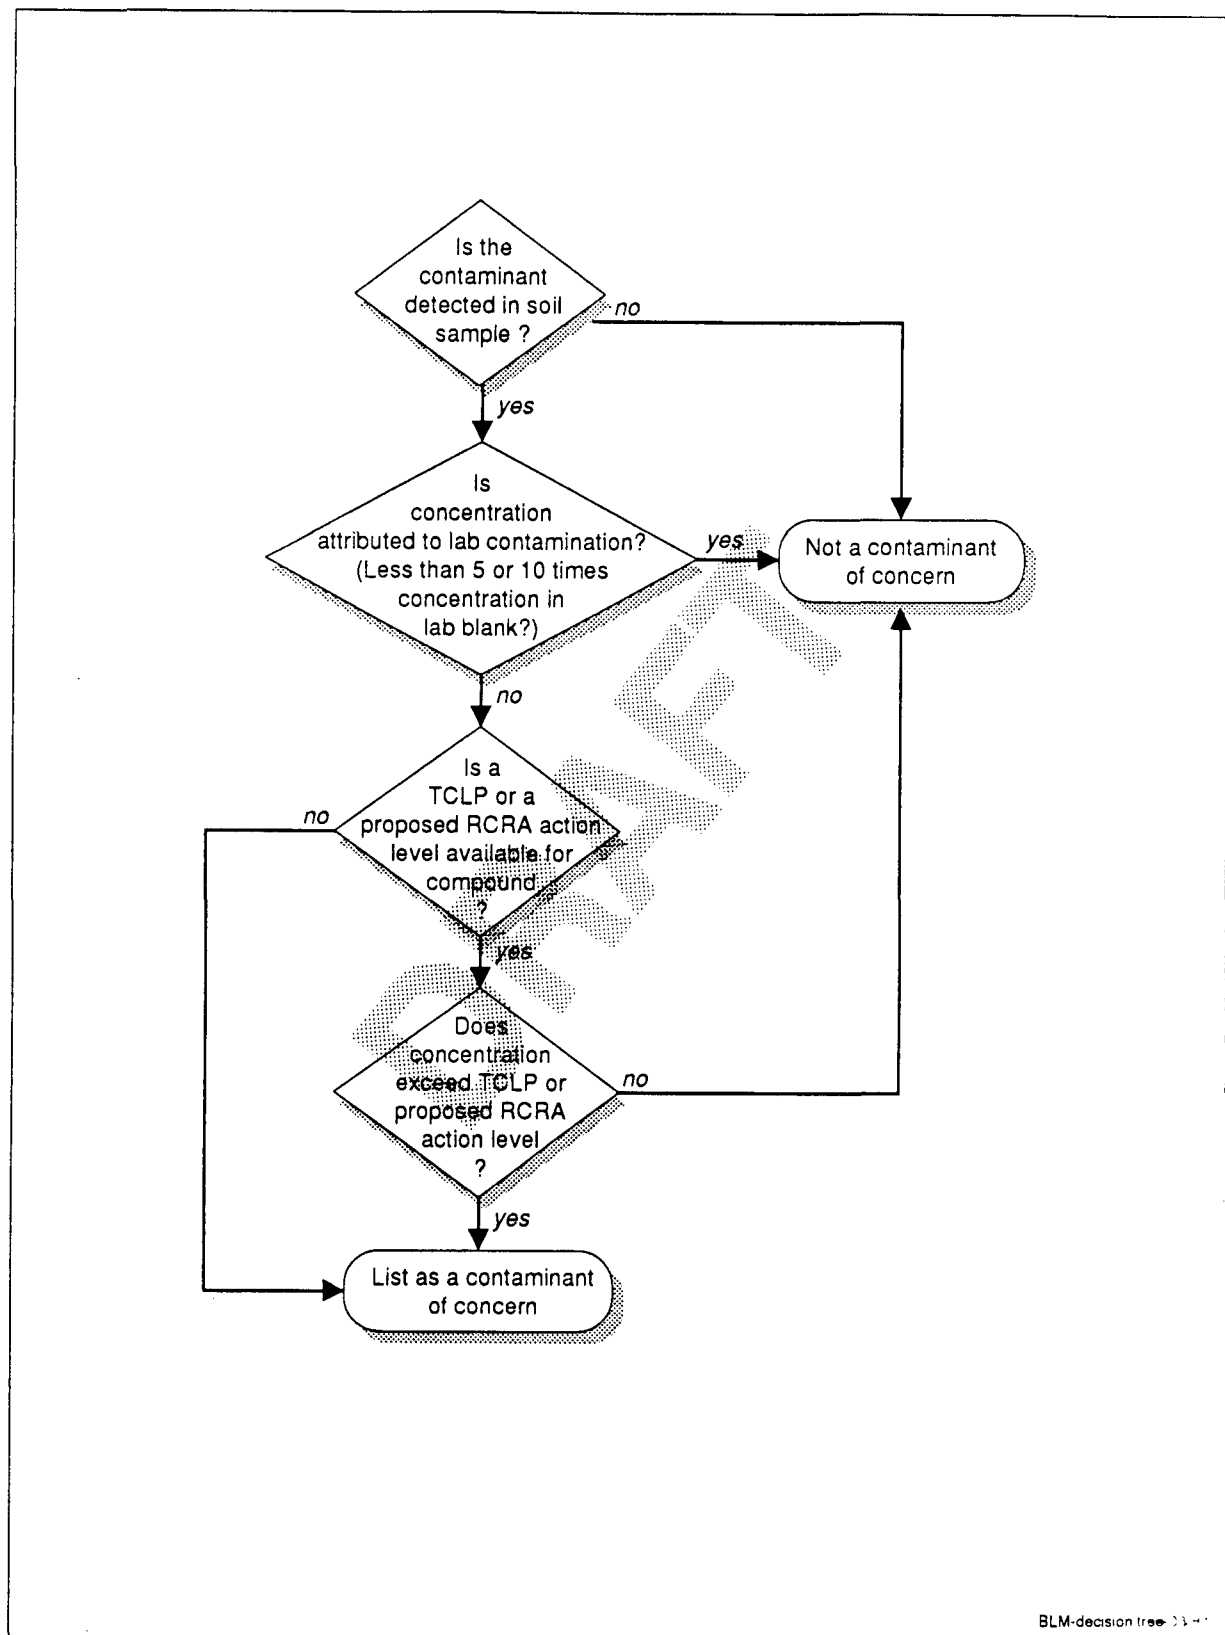 Is the
contaminant
detected in soil
sample ?
no
yes
Is
concentration
attributed to lab contamination?
(Less than 5 or 10 times
concentration in
lab blank?)
yes
Not a contaminant
of concern
no
Is a
TCLP or a
proposed RCRA action
level available for
compound
?
no
yes
Does
concentration
exceed TCLP or
proposed RCRA
action level
?
no
yes
List as a contaminant
of concern
DRAFT
BLM-decision tree